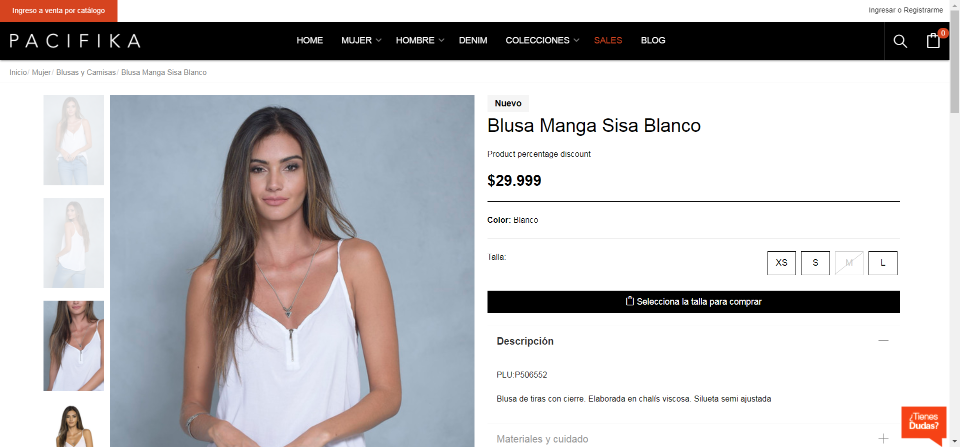 Ingreso a venta por catálogo
Ingresar o Registrarme
PACIFIKA
HOME MUJER HOMBRE DENIM COLECCIONES SALES BLOG
0
Inicio/ Mujer/ Blusas y Camisas/ Blusa Manga Sisa Blanco
Nuevo
Blusa Manga Sisa Blanco
Product percentage discount
$29.999
Color: Blanco
Talla:
XS S M L
Selecciona la talla para comprar
Descripción
PLU:P506552
Blusa de tiras con cierre. Elaborada en chalís viscosa. Silueta semi ajustada
Materiales y cuidado
¿Tienes
Dudas?